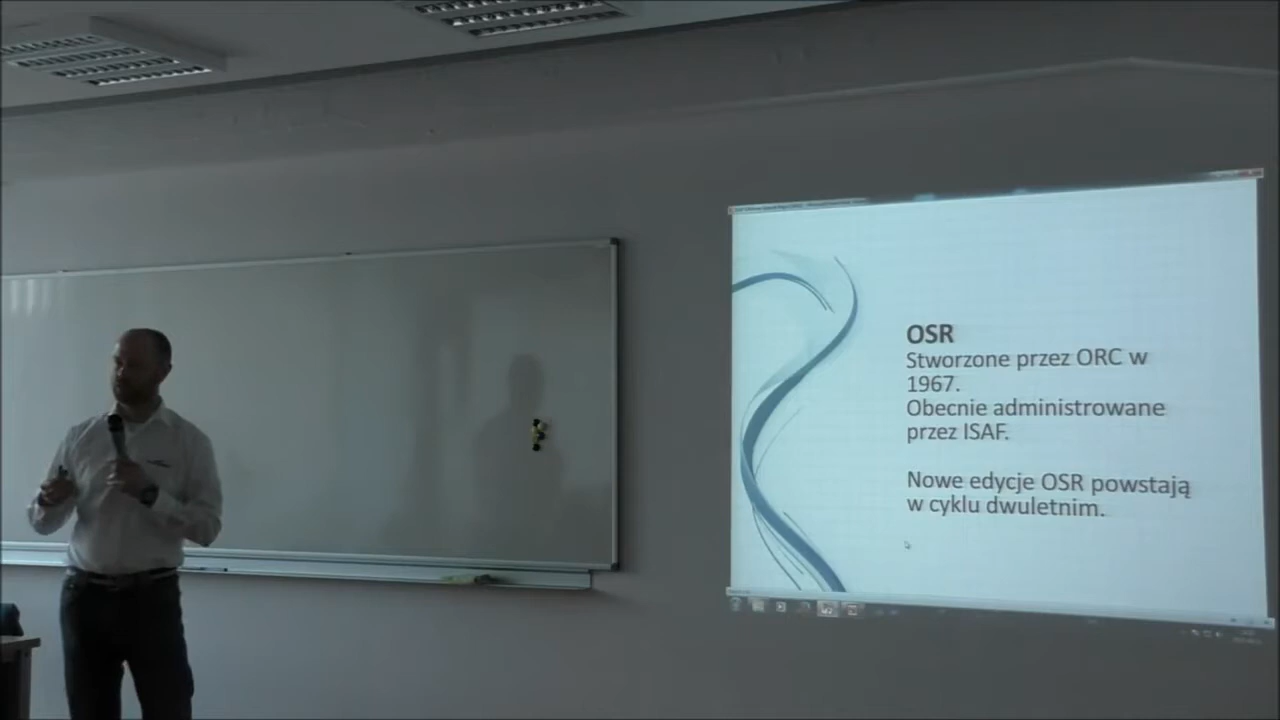 OSR
Stworzone przez ORC w
1967.
Obecnie administrowane
przez ISAF.
Nowe edycje OSR powstają
w cyklu dwuletnim.